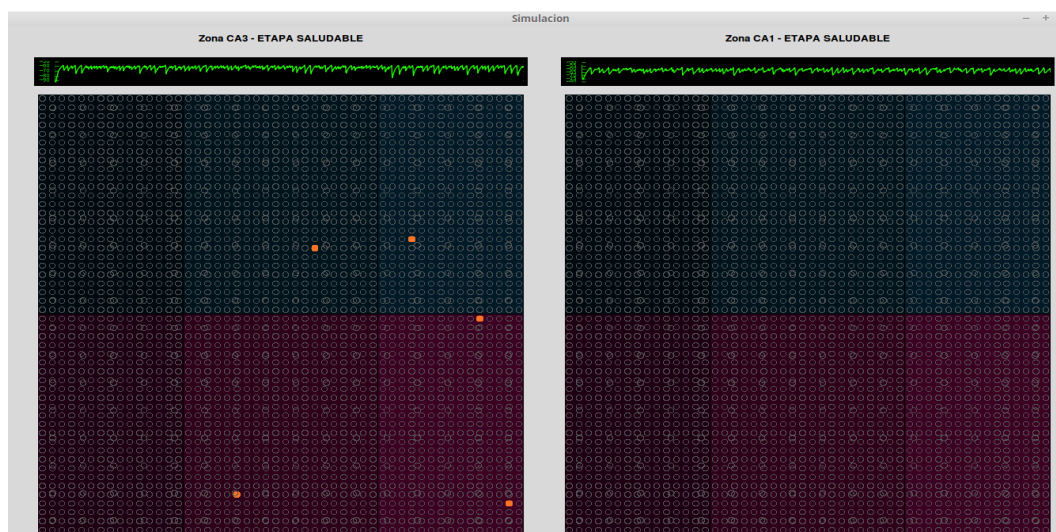 Simulacion
Zona CA3 - ETAPA SALUDABLE
Zona CA1 - ETAPA SALUDABLE